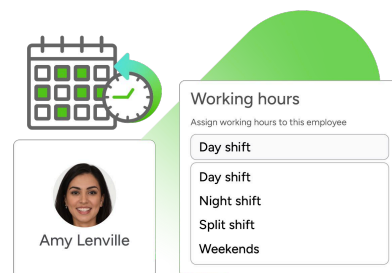 Working hours
Assign working hours to this employee
Day shift
Day shift
Night shift
Split shift
Weekends
Amy Lenville